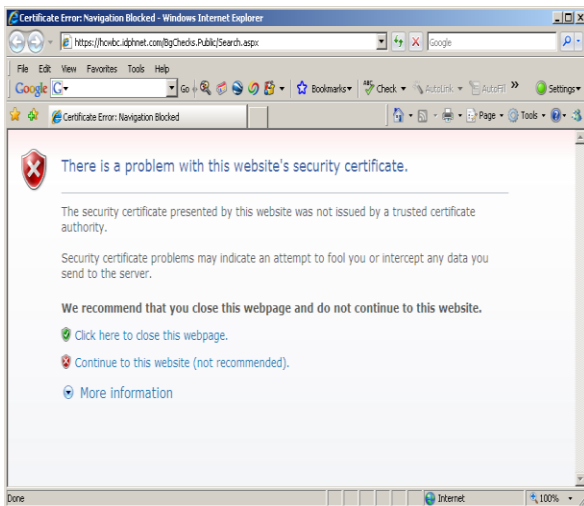 Certificate Error: Navigation Blocked - Windows Internet Explorer
https://howbc.idphnet.com/BgChecks.Public/Search.aspx
Google
File Edit View Favorites Tools Help
Google G Go Bookmarks Check AutoLink AutoFill » Settings
Certificate Error: Navigation Blocked Page Tools
There is a problem with this website's security certificate.
The security certificate presented by this website was not issued by a trusted certificate
authority.
Security certificate problems may indicate an attempt to fool you or intercept any data you
send to the server.
We recommend that you close this webpage and do not continue to this website.
Click here to close this webpage.
Continue to this website (not recommended).
More information
Done Internet 100%